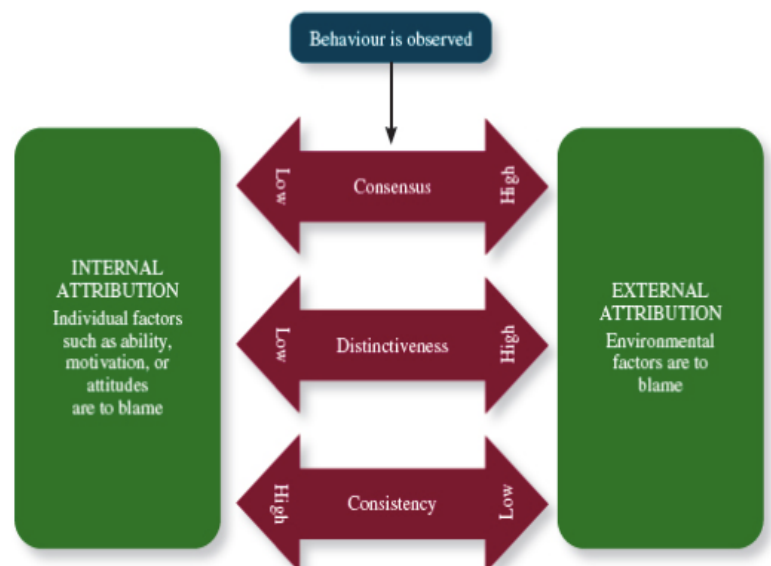 Behaviour is observed
Low
Consensus
High
INTERNAL
ATTRIBUTION
Individual factors
such as ability,
motivation, or
attitudes
are to blame
Low
Distinctiveness
High
EXTERNAL
ATTRIBUTION
Environmental
factors are to
blame
High
Consistency
Low